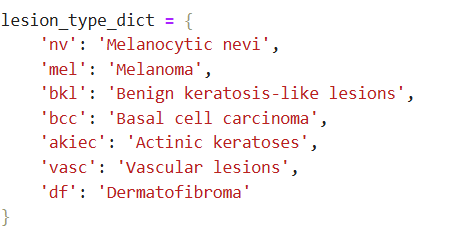 lesion_type_dict = {
    'nv': 'Melanocytic nevi',
    'mel': 'Melanoma',
    'bkl': 'Benign keratosis-like lesions',
    'bcc': 'Basal cell carcinoma',
    'akiec': 'Actinic keratoses',
    'vasc': 'Vascular lesions',
    'df': 'Dermatofibroma'
}